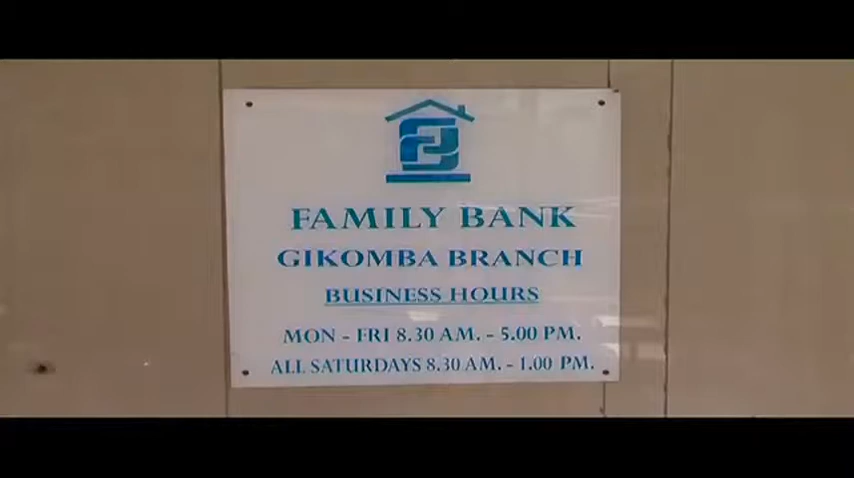 FAMILY BANK
GIKOMBA BRANCH
BUSINESS HOURS
MON - FRI 8.30 AM. - 5.00 PM.
ALL SATURDAYS 8.30 AM. - 1.00 PM.